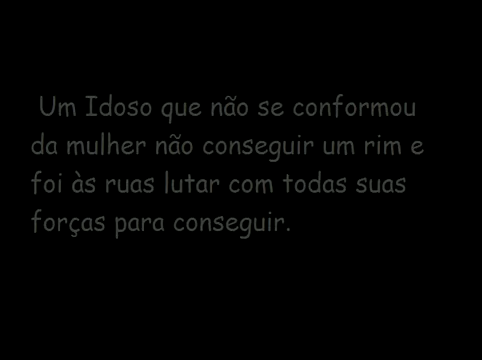 Um Idoso que não se conformou
da mulher não conseguir um rim e
foi às ruas lutar com todas suas
forças para conseguir.